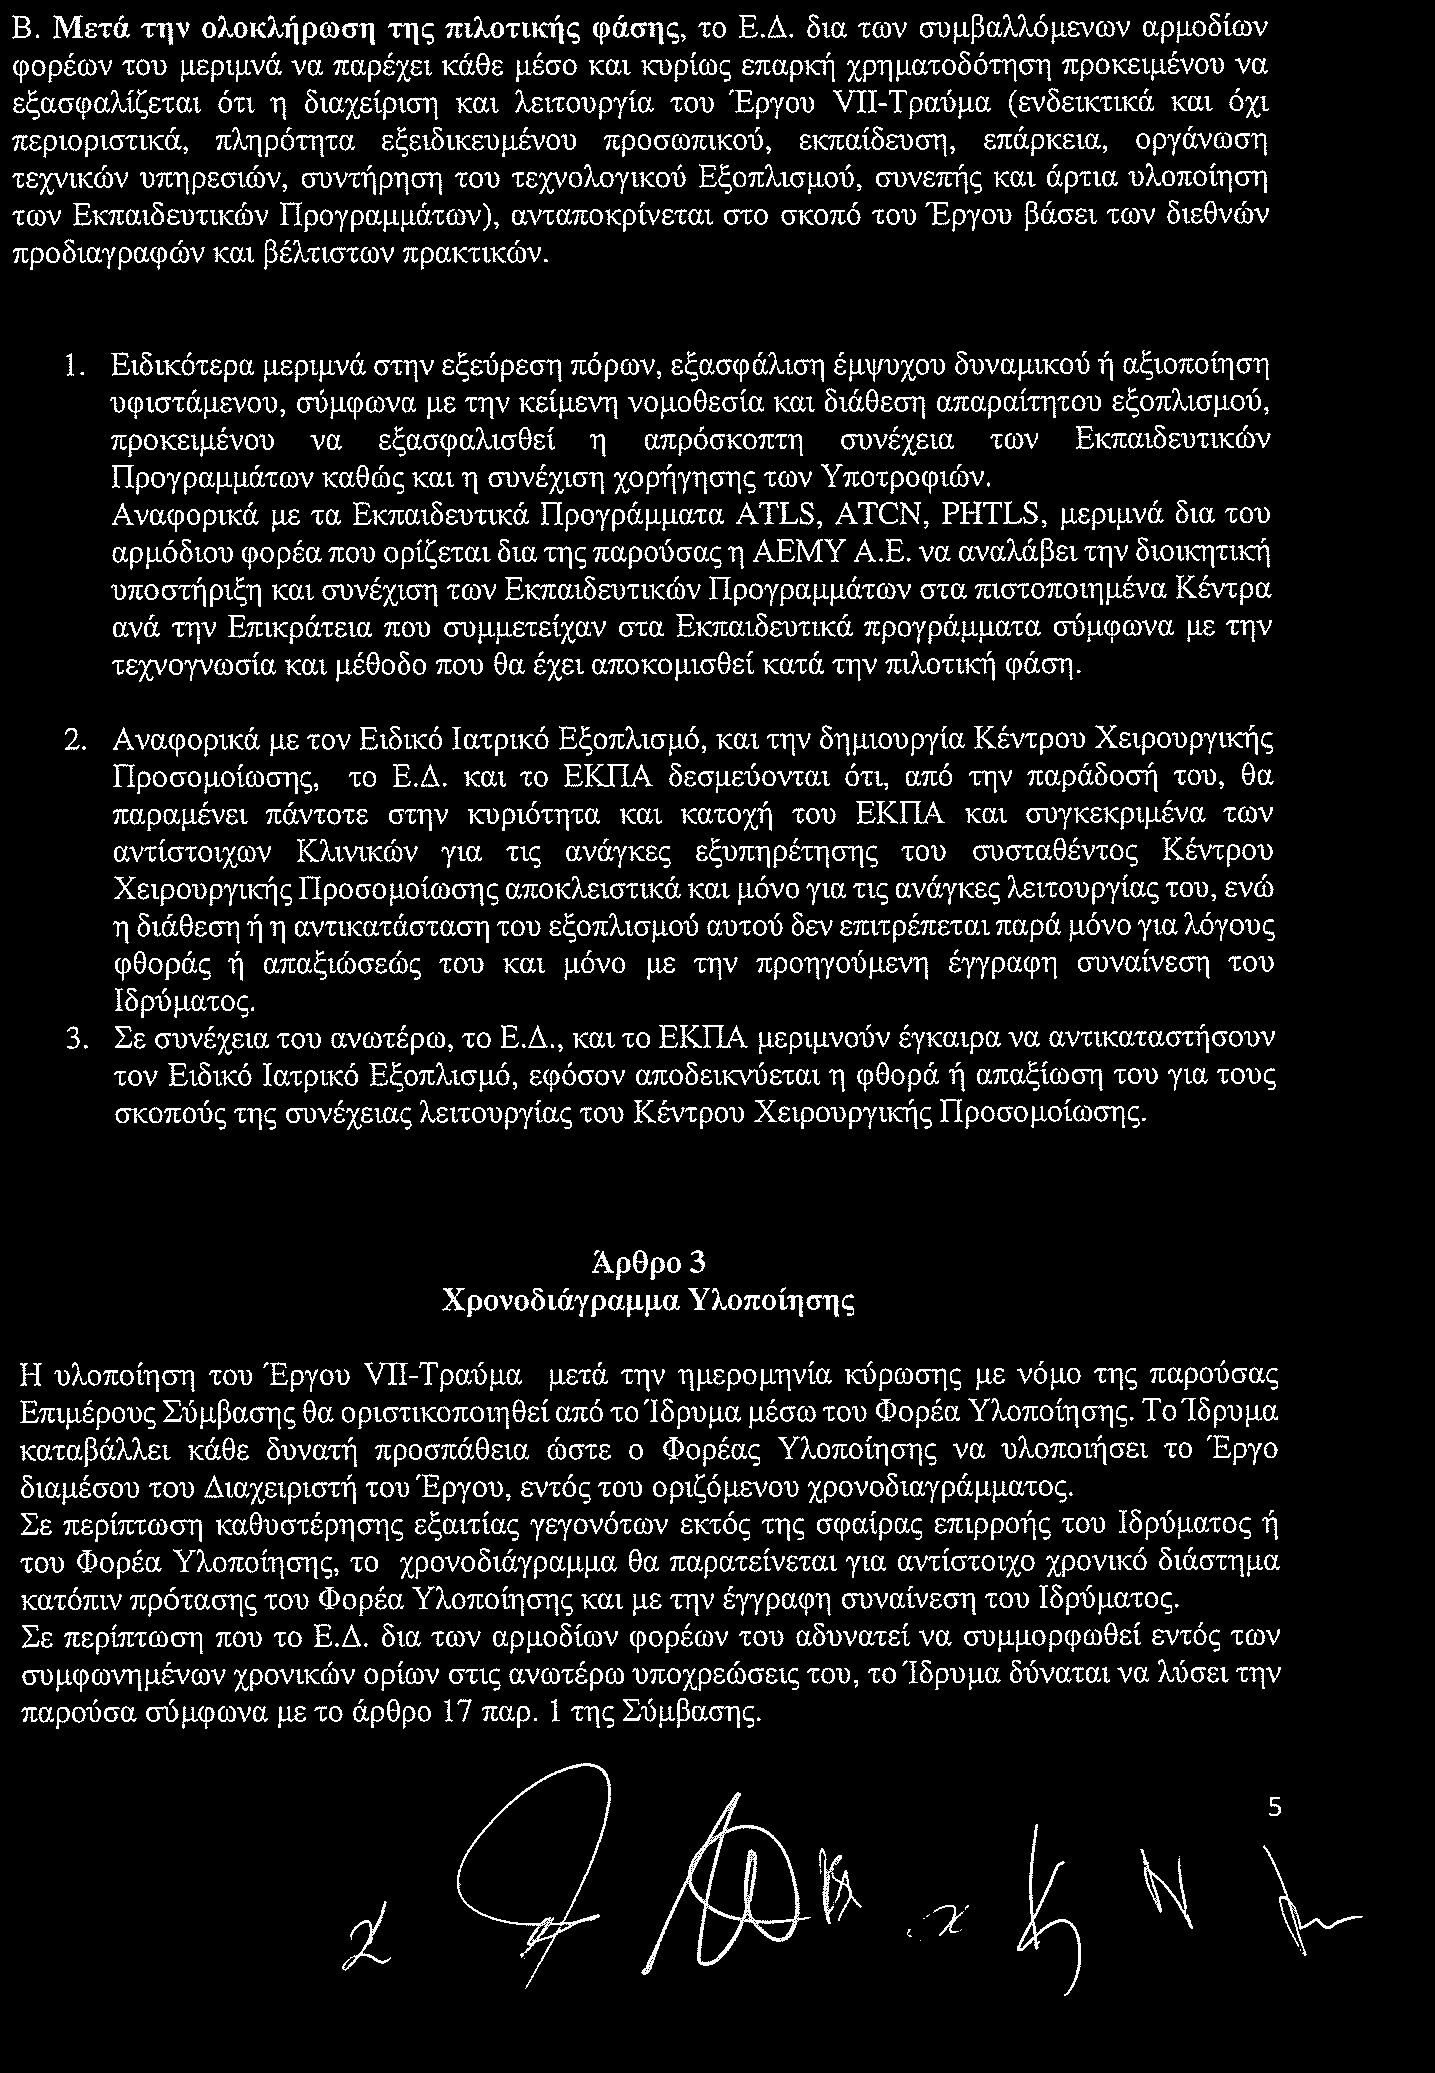 Β. Μετά την ολοκλήρωση της πιλοτικής φάσης, το Ε.Δ. δια των συμβαλλόμενων αρμοδίων
φορέων του μεριμνά να παρέχει κάθε μέσο και κυρίως επαρκή χρηματοδότηση προκειμένου να
εξασφαλίζεται ότι η διαχείριση και λειτουργία του Έργου VII-Τραύμα (ενδεικτικά και όχι
περιοριστικά, πληρότητα εξειδικευμένου προσωπικού, εκπαίδευση, επάρκεια, οργάνωση
τεχνικών υπηρεσιών, συντήρηση του τεχνολογικού Εξοπλισμού, συνεπής και άρτια υλοποίηση
των Εκπαιδευτικών Προγραμμάτων), ανταποκρίνεται στο σκοπό του Έργου βάσει των διεθνών
προδιαγραφών και βέλτιστων πρακτικών.
1. Ειδικότερα μεριμνά στην εξεύρεση πόρων, εξασφάλιση έμψυχου δυναμικού ή αξιοποίηση
υφιστάμενου, σύμφωνα με την κείμενη νομοθεσία και διάθεση απαραίτητου εξοπλισμού,
προκειμένου να εξασφαλισθεί η απρόσκοπτη συνέχεια των Εκπαιδευτικών
Προγραμμάτων καθώς και η συνέχιση χορήγησης των Υποτροφιών.
Αναφορικά με τα Εκπαιδευτικά Προγράμματα ATLS, ATCN, PHTLS, μεριμνά δια του
αρμόδιου φορέα που ορίζεται δια της παρούσας η ΑΕΜΥ Α.Ε. να αναλάβει την διοικητική
υποστήριξη και συνέχιση των Εκπαιδευτικών Προγραμμάτων στα πιστοποιημένα Κέντρα
ανά την Επικράτεια που συμμετείχαν στα Εκπαιδευτικά προγράμματα σύμφωνα με την
τεχνογνωσία και μέθοδο που θα έχει αποκομισθεί κατά την πιλοτική φάση.
2. Αναφορικά με τον Ειδικό Ιατρικό Εξοπλισμό, και την δημιουργία Κέντρου Χειρουργικής
Προσομοίωσης, το Ε.Δ. και το ΕΚΠΑ δεσμεύονται ότι, από την παράδοσή του, θα
παραμένει πάντοτε στην κυριότητα και κατοχή του ΕΚΠΑ και συγκεκριμένα των
αντίστοιχων Κλινικών για τις ανάγκες εξυπηρέτησης του συσταθέντος Κέντρου
Χειρουργικής Προσομοίωσης αποκλειστικά και μόνο για τις ανάγκες λειτουργίας του, ενώ
η διάθεση ή η αντικατάσταση του εξοπλισμού αυτού δεν επιτρέπεται παρά μόνο για λόγους
φθοράς ή απαξιώσεώς του και μόνο με την προηγούμενη έγγραφη συναίνεση του
Ιδρύματος.
3. Σε συνέχεια του ανωτέρω, το Ε.Δ., και το ΕΚΠΑ μεριμνούν έγκαιρα να αντικαταστήσουν
τον Ειδικό Ιατρικό Εξοπλισμό, εφόσον αποδεικνύεται η φθορά ή απαξίωση του για τους
σκοπούς της συνέχειας λειτουργίας του Κέντρου Χειρουργικής Προσομοίωσης.
Άρθρο 3
Χρονοδιάγραμμα Υλοποίησης
Η υλοποίηση του Έργου VII-Τραύμα μετά την ημερομηνία κύρωσης με νόμο της παρούσας
Επιμέρους Σύμβασης θα οριστικοποιηθεί από το Ίδρυμα μέσω του Φορέα Υλοποίησης. Το Ίδρυμα
καταβάλλει κάθε δυνατή προσπάθεια ώστε ο Φορέας Υλοποίησης να υλοποιήσει το Έργο
διαμέσου του Διαχειριστή του Έργου, εντός του οριζόμενου χρονοδιαγράμματος.
Σε περίπτωση καθυστέρησης εξαιτίας γεγονότων εκτός της σφαίρας επιρροής του Ιδρύματος ή
του Φορέα Υλοποίησης, το χρονοδιάγραμμα θα παρατείνεται για αντίστοιχο χρονικό διάστημα
κατόπιν πρότασης του Φορέα Υλοποίησης και με την έγγραφη συναίνεση του Ιδρύματος.
Σε περίπτωση που το Ε.Δ. δια των αρμοδίων φορέων του αδυνατεί να συμμορφωθεί εντός των
συμφωνημένων χρονικών ορίων στις ανωτέρω υποχρεώσεις του, το Ίδρυμα δύναται να λύσει την
παρούσα σύμφωνα με το άρθρο 17 παρ. 1 της Σύμβασης.
5